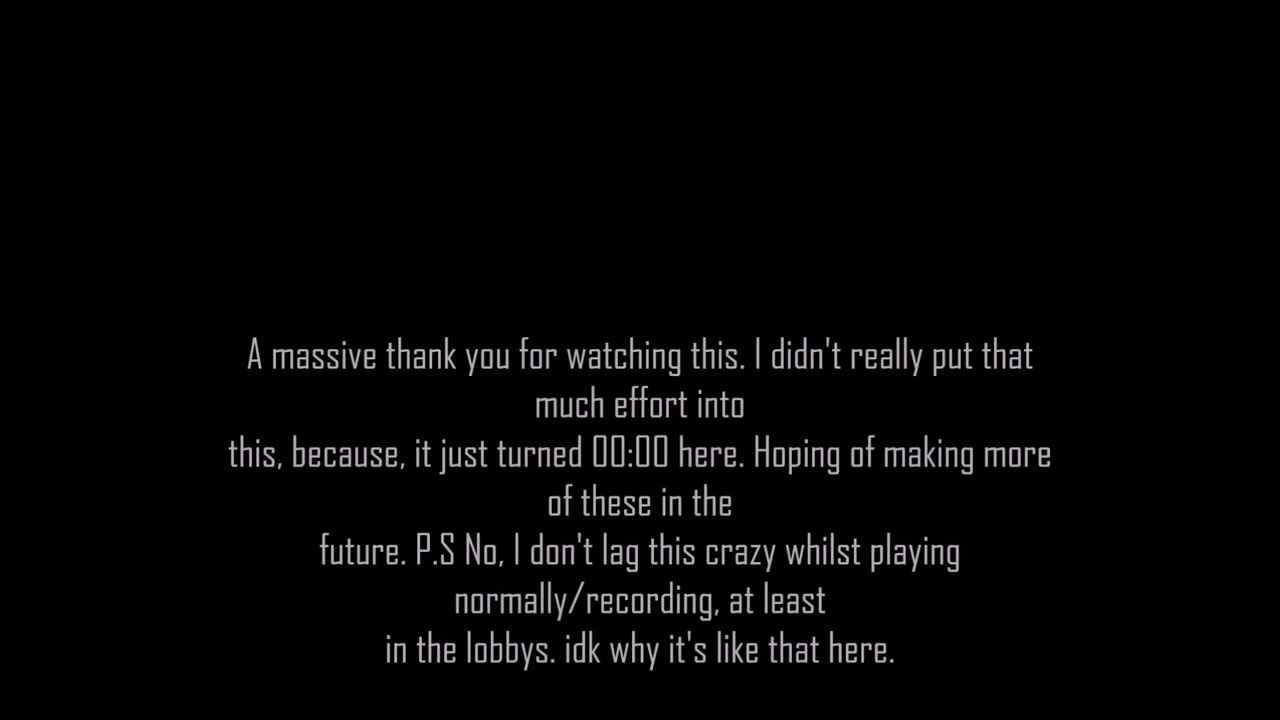 A massive thank you for watching this. I didn't really put that
much effort into
this, because, it just turned 00:00 here. Hoping of making more
of these in the
future. P.S No, I don't lag this crazy whilst playing
normally/recording, at least
in the lobbys. idk why it's like that here.